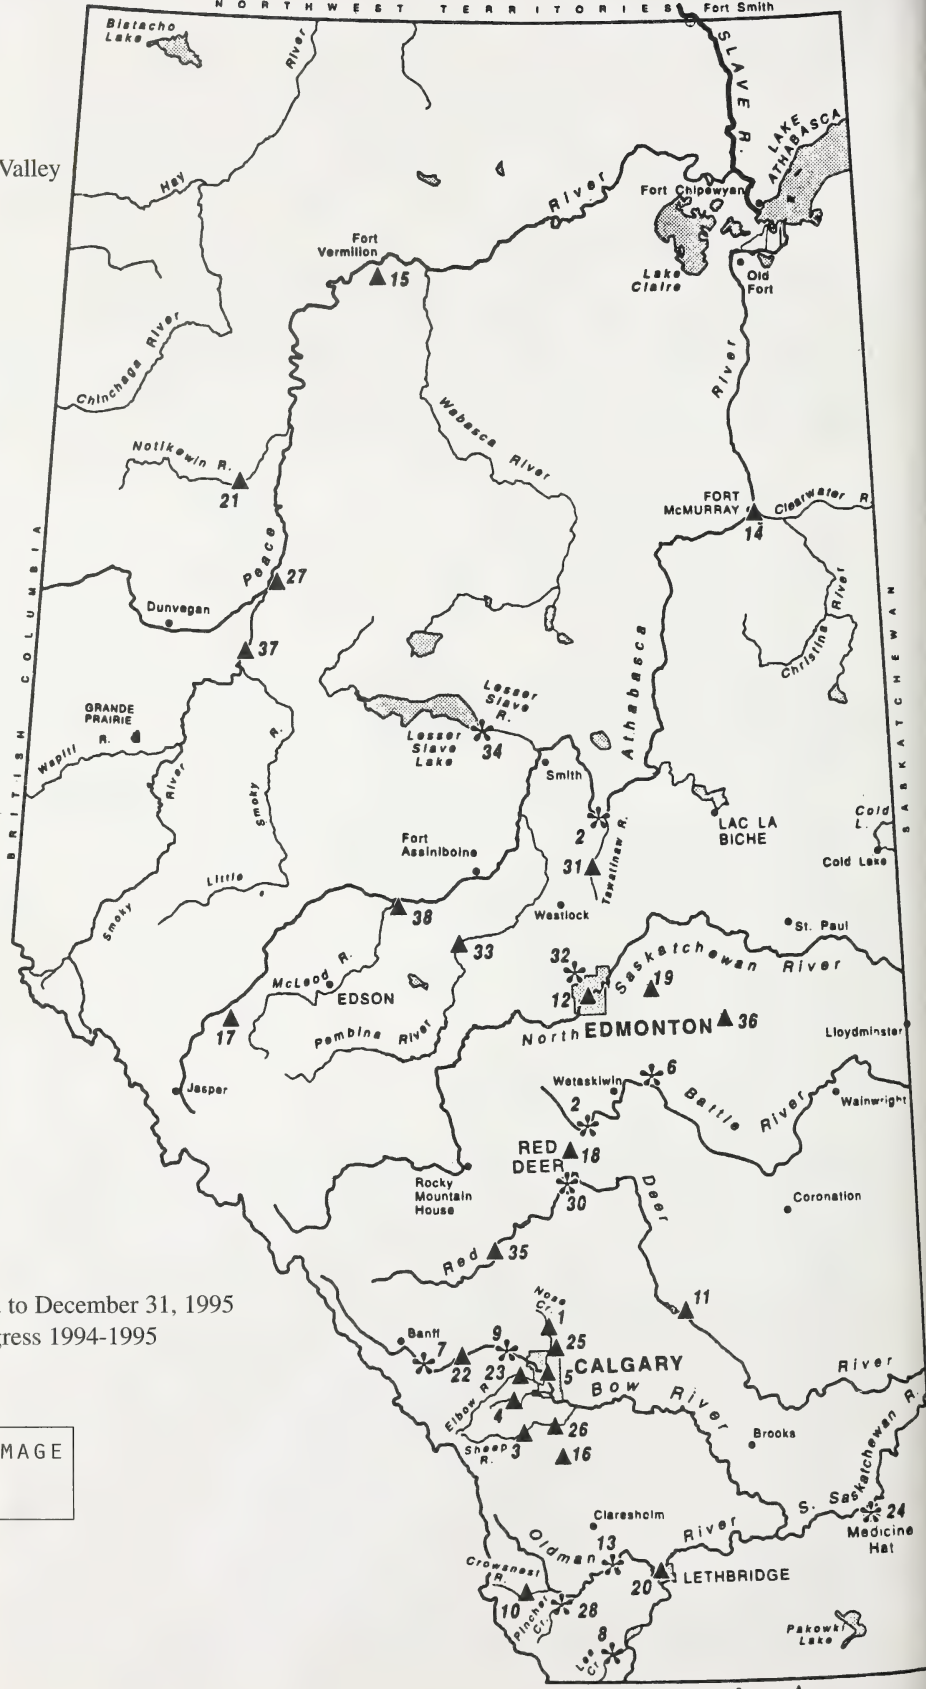 NORTHWEST TERRITORIES
Fort Smith
Bistacho
Lake
River
SLAVE R.
LAKE
ATHABASCA
Valley
Hay
River
Fort Chipewyan
Fort
Vermilion
15
Lake
Claire
Old
Fort
Chinchaga River
River
Wabasca River
Notikewin R.
21
FORT
McMURRAY
Clearwater R.
14
Peace
27
BRITISH COLUMBIA
Dunvegan
Christina River
SASKATCHEWAN
37
Athabasca
Lesser
Slave
R.
GRANDE
PRAIRIE
R.
Wapiti
Lesser
Slave
Lake
34
Smith
River
Smoky
R.
2
Tawatinaw R.
31
LAC LA
BICHE
Cold
L.
Cold Lake
Fort
Assiniboine
Little
Smoky
38
Westlock
St. Paul
33
32
Saskatchewan River
McLeod R.
EDSON
12
19
17
Pembina River
North
EDMONTON
36
Lloydminster
Jasper
Wetaskiwin
6
2
Battle River
Wainwright
RED
DEER
18
30
Rocky
Mountain
House
Deer
Coronation
Red
35
11
to December 31, 1995
gress 1994-1995
Nose
Cr.
1
Banff
7
9
25
22
23
5
CALGARY
Bow River
River
Elbow R.
4
26
Sheep
R.
3
16
Brooks
MAGE
S. Saskatchewan R.
24
Medicine
Hat
Claresholm
Oldman
13
River
Crowsnest
R.
20
LETHBRIDGE
10
Pincher
Cr.
28
8
Lee
Cr
Pakowki
Lake